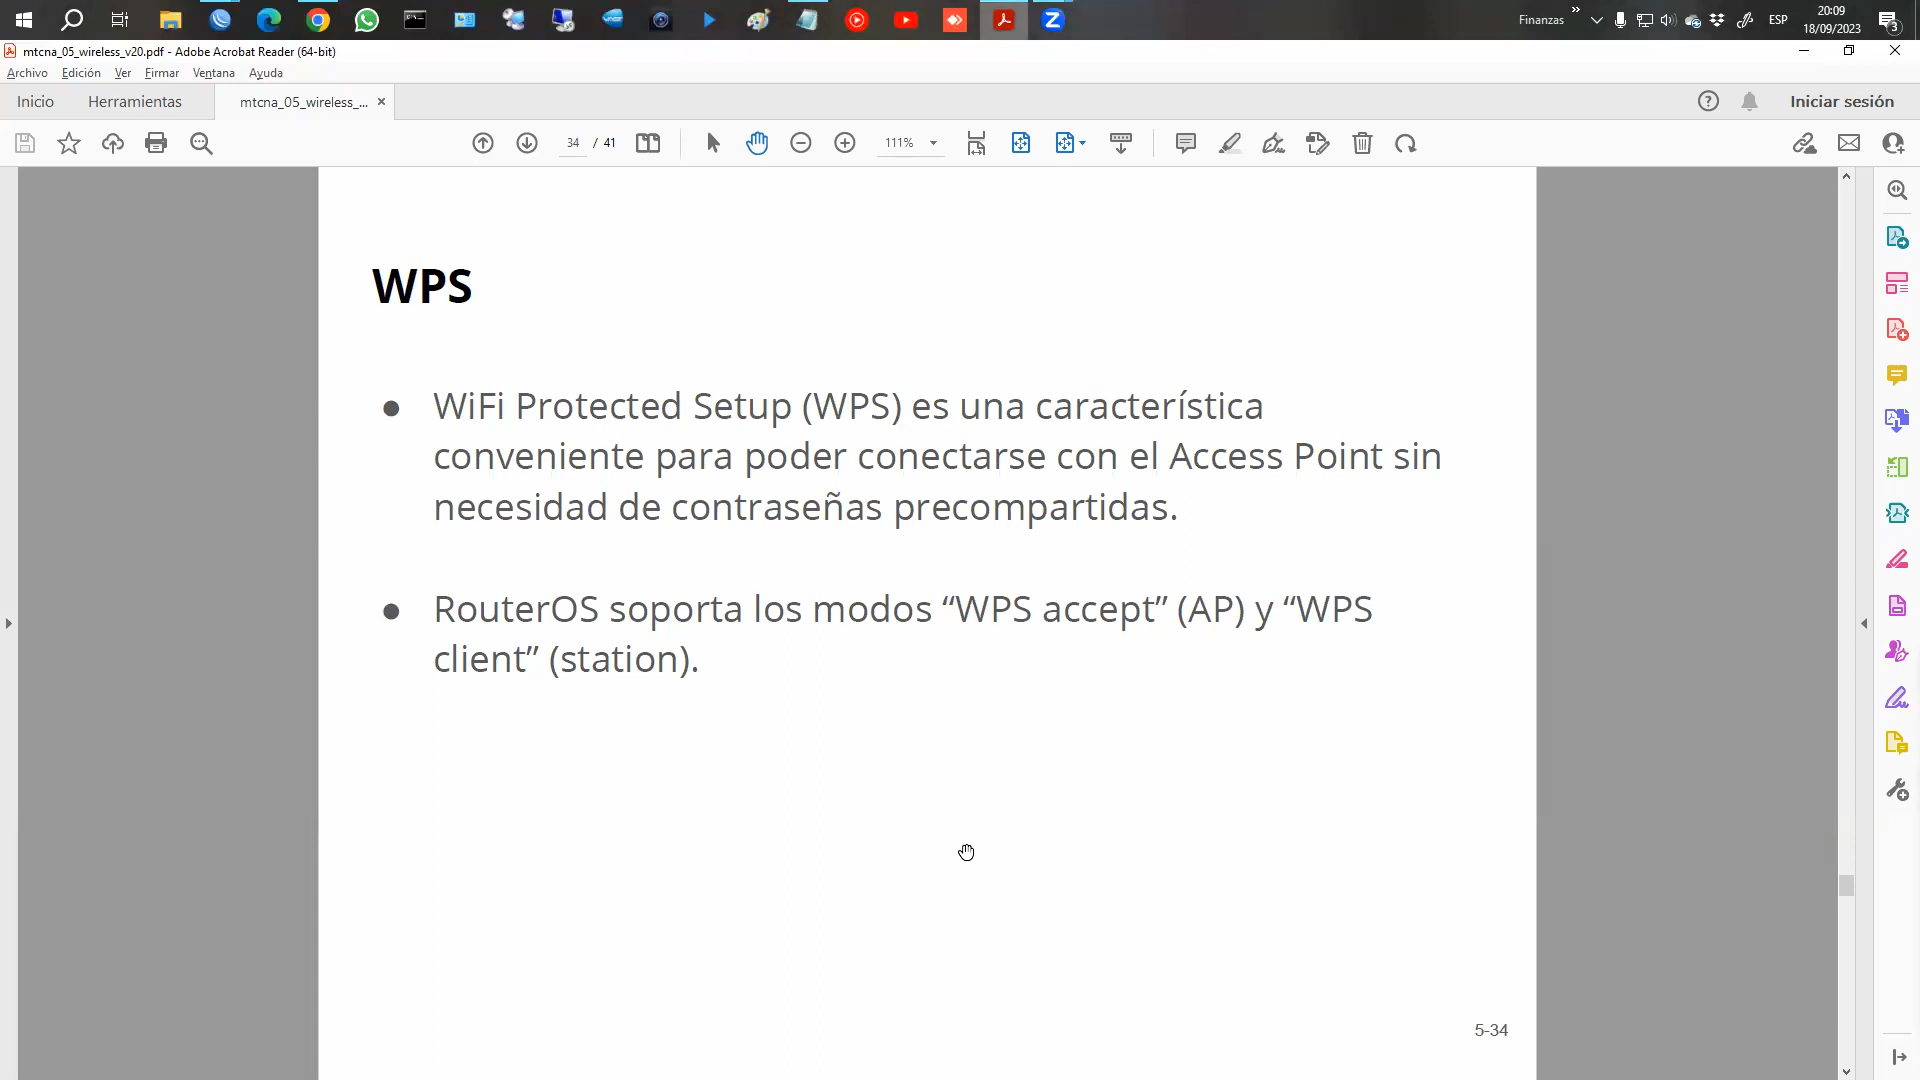 Finanzas
»
ESP
20:09
18/09/2023
3
mtcna_05_wireless_v20.pdf - Adobe Acrobat Reader (64-bit)
Archivo Edición Ver Firmar Ventana Ayuda
Inicio Herramientas mtcna_05_wireless_... × Iniciar sesión
34 / 41 111%
WPS
● WiFi Protected Setup (WPS) es una característica
conveniente para poder conectarse con el Access Point sin
necesidad de contraseñas precompartidas.
● RouterOS soporta los modos “WPS accept” (AP) y “WPS
client” (station).
5-34